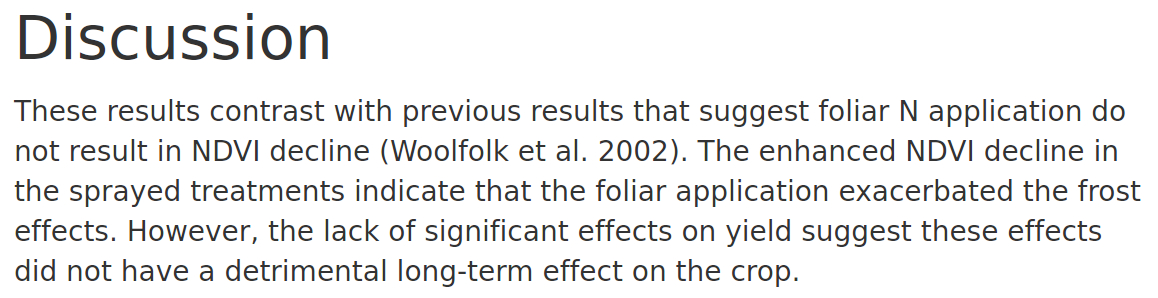 Discussion
These results contrast with previous results that suggest foliar N application do
not result in NDVI decline (Woolfolk et al. 2002). The enhanced NDVI decline in
the sprayed treatments indicate that the foliar application exacerbated the frost
effects. However, the lack of significant effects on yield suggest these effects
did not have a detrimental long-term effect on the crop.